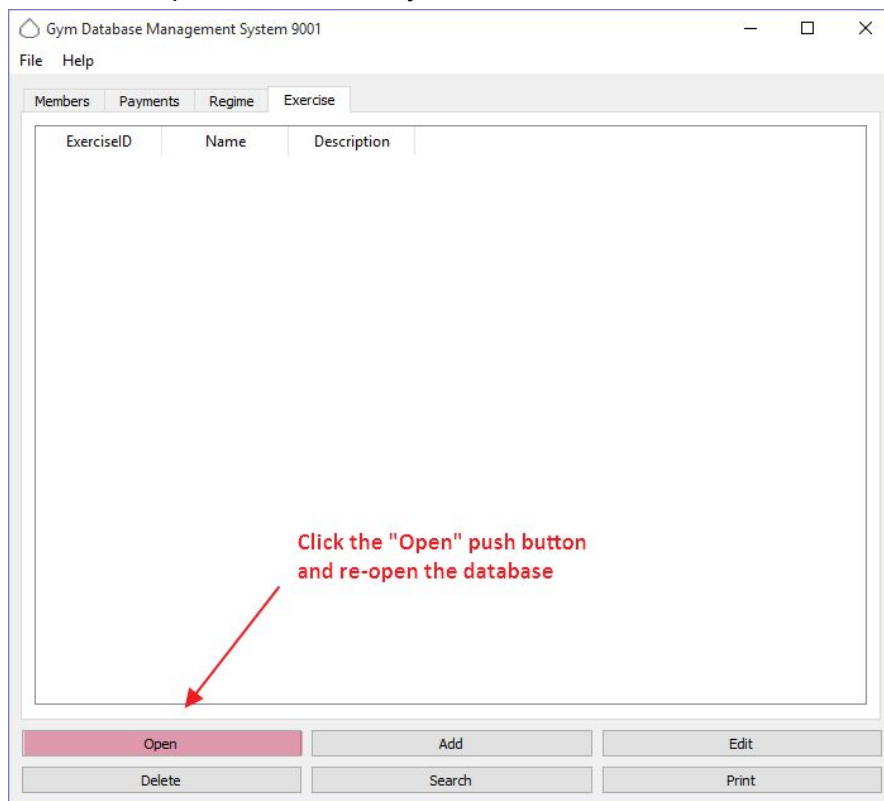 Gym Database Management System 9001
File Help
Members Payments Regime Exercise
ExerciseID Name Description
Click the "Open" push button
and re-open the database
Open Add Edit
Delete Search Print